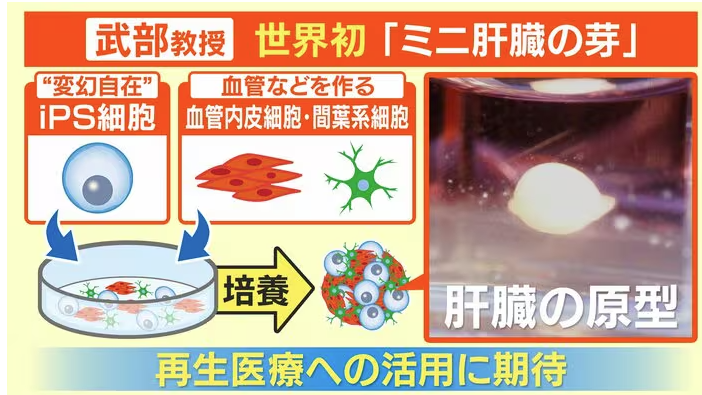 武部教授 世界初「ミニ肝臓の芽」
“変幻自在”
iPS細胞
血管などを作る
血管内皮細胞・間葉系細胞
培養
肝臓の原型
再生医療への活用に期待